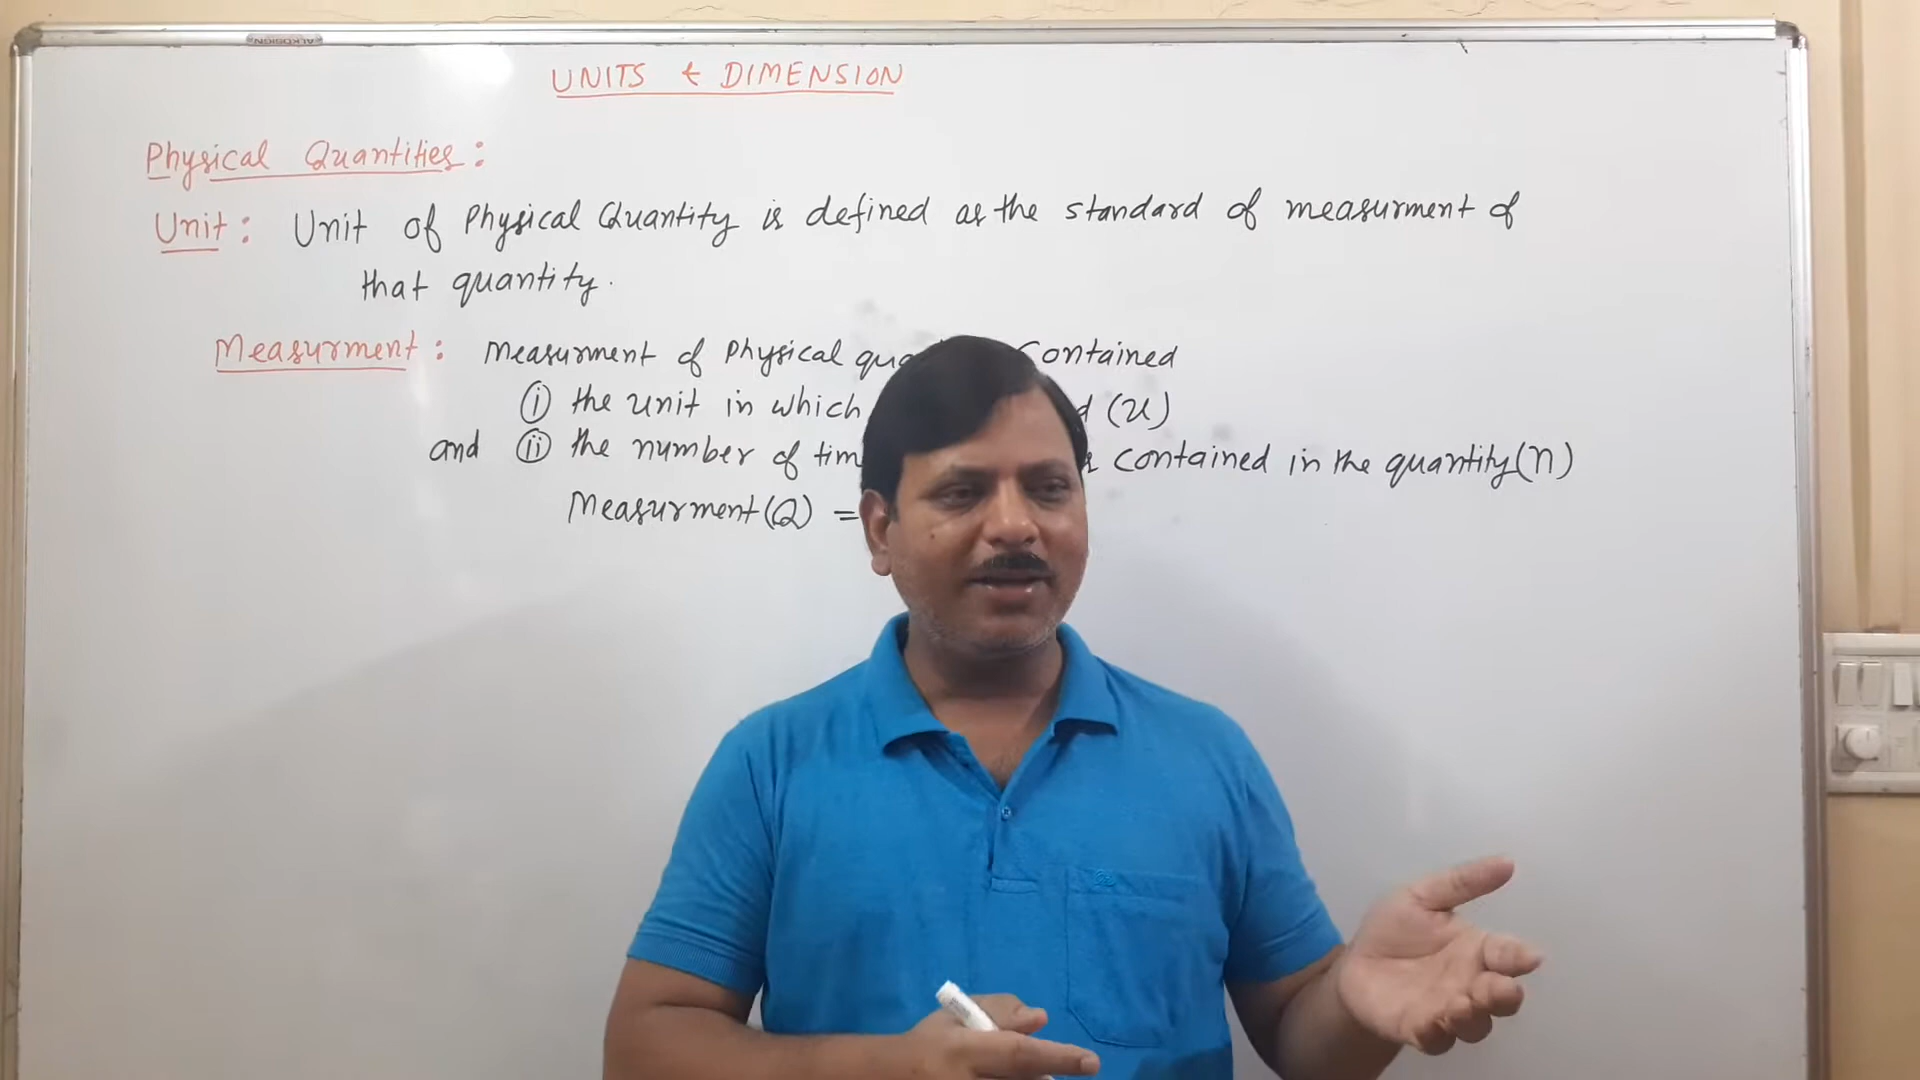 UNITS & DIMENSION
Physical Quantities :
Unit : Unit of Physical Quantity is defined as the standard of measurment of
that quantity.
Measurment : Measurment of Physical contained
(i) the unit in which (u)
and (ii) the number of contained in the quantity (n)
Measurment (Q) =
ALKOSIGN